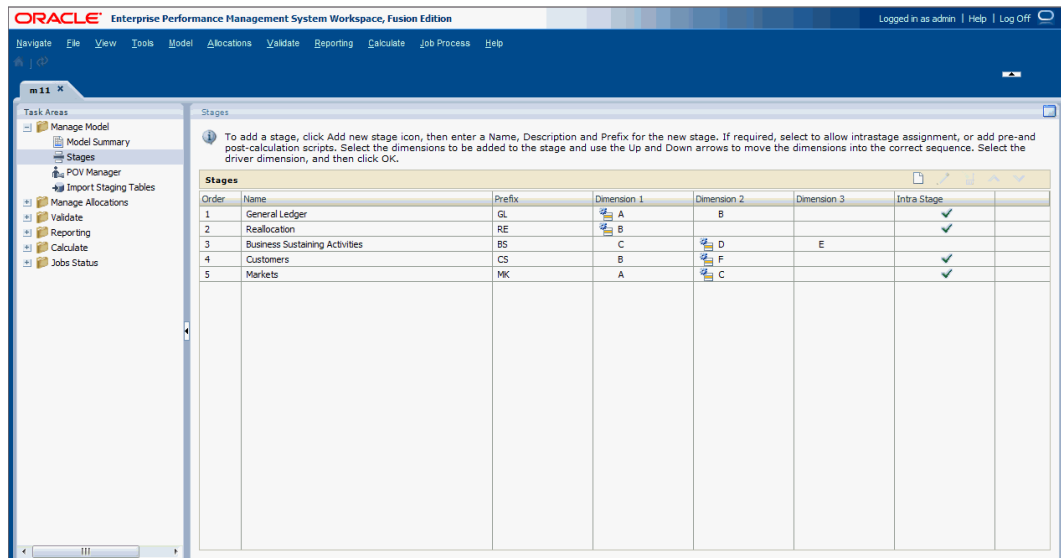 ORACLE Enterprise Performance Management System Workspace, Fusion Edition Logged in as admin | Help | Log Off
Navigate File View Tools Model Allocations Validate Reporting Calculate Job Process Help
m11 ×
Task Areas
Manage Model
Model Summary
Stages
POV Manager
Import Staging Tables
Manage Allocations
Validate
Reporting
Calculate
Jobs Status
Stages
To add a stage, click Add new stage icon, then enter a Name, Description and Prefix for the new stage. If required, select to allow intrastage assignment, or add pre-and
post-calculation scripts. Select the dimensions to be added to the stage and use the Up and Down arrows to move the dimensions into the correct sequence. Select the
driver dimension, and then click OK.
Stages
Order Name Prefix Dimension 1 Dimension 2 Dimension 3 Intra Stage
1 General Ledger GL A B
2 Reallocation RE B
3 Business Sustaining Activities BS C D E
4 Customers CS B F
5 Markets MK A C